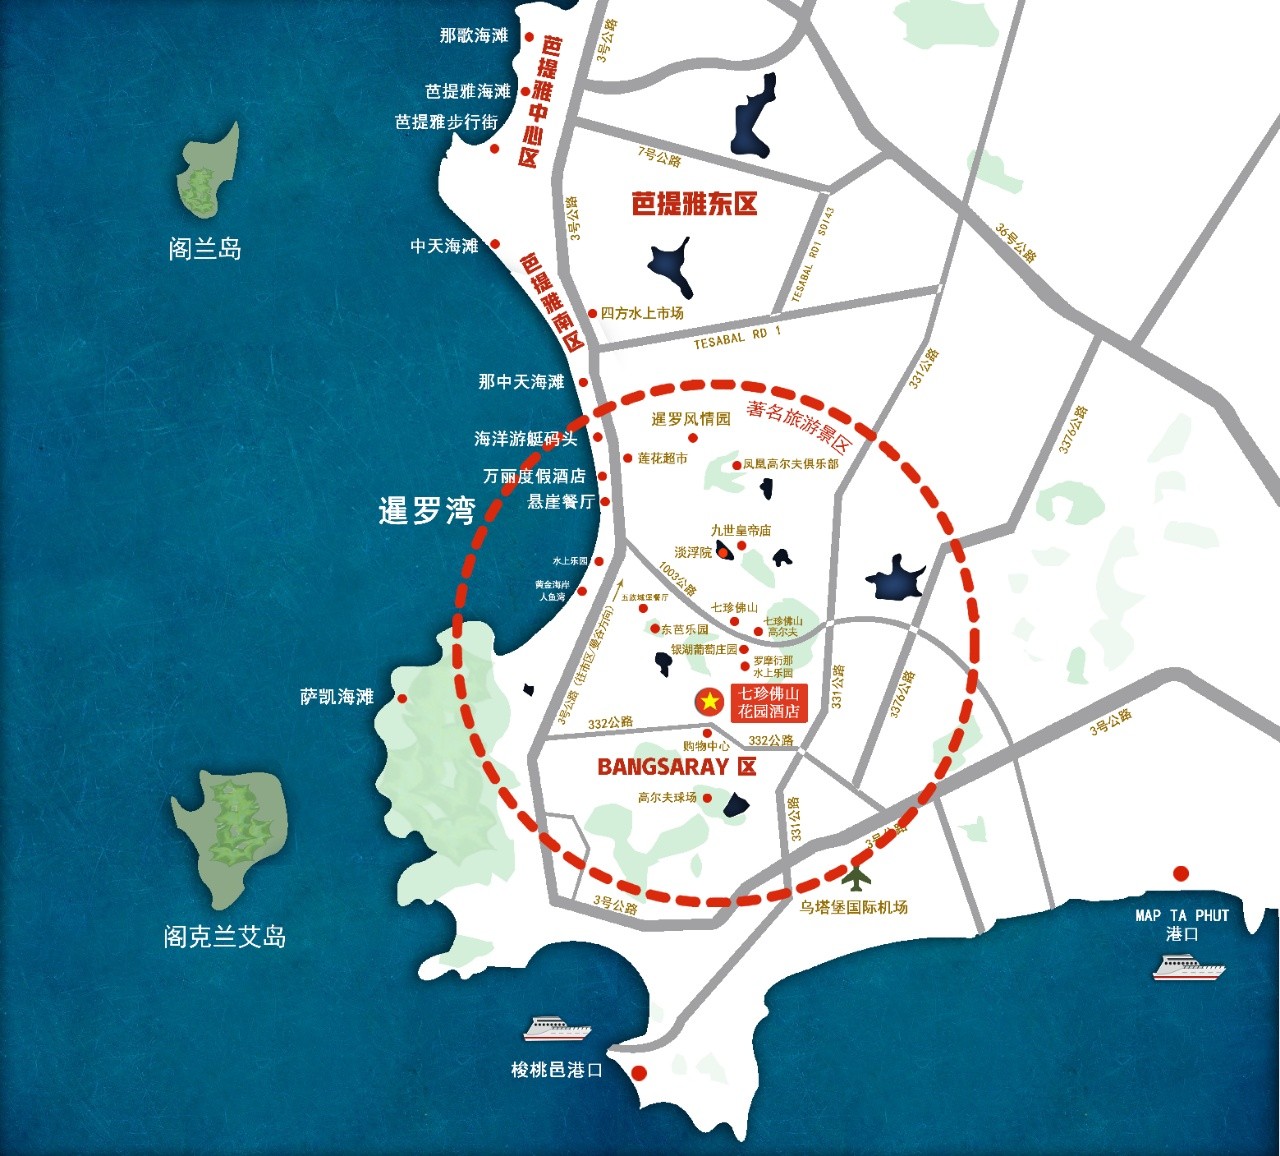 那歌海滩
芭提雅海滩
芭提雅步行街
芭提雅中心区
3号公路
7号公路
3号公路
芭提雅东区
TESABAL RD1 S0143
36号公路
阁兰岛
中天海滩
芭提雅南区
四方水上市场
TESABAL RD 1
331公路
3376公路
那中天海滩
著名旅游景区
暹罗风情园
海洋游艇码头
莲花超市
凤凰高尔夫俱乐部
万丽度假酒店
悬崖餐厅
暹罗湾
九世皇帝庙
淡浮院
水上乐园
黄金海岸
人鱼湾
1003公路
3号公路(往市区/曼谷方向)
七珍佛山
东芭乐园
七珍佛山
高尔夫
银湖葡萄庄园
罗摩衍那
水上乐园
萨凯海滩
七珍佛山
花园酒店
331公路
3376公路
332公路
332公路
购物中心
3号公路
BANGSARAY 区
高尔夫球场
331公路
3号公路
3号公路
乌塔堡国际机场
阁克兰艾岛
MAP TA PHUT
港口
梭桃邑港口